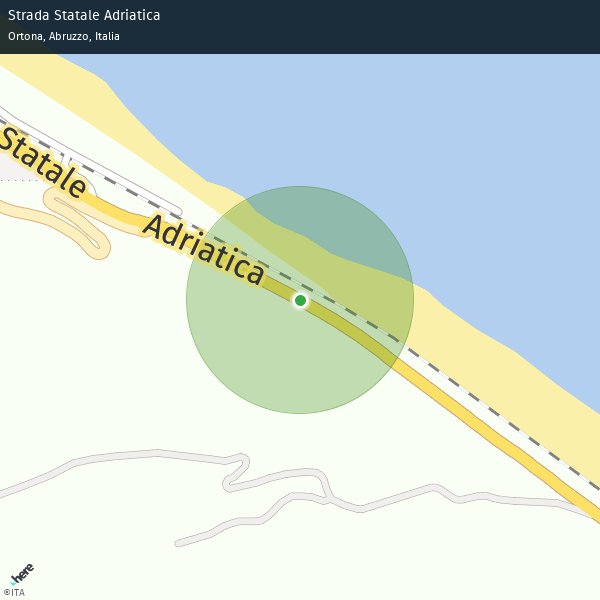 Strada Statale Adriatica
Ortona, Abruzzo, Italia
Statale
Adriatica
here
©ITA